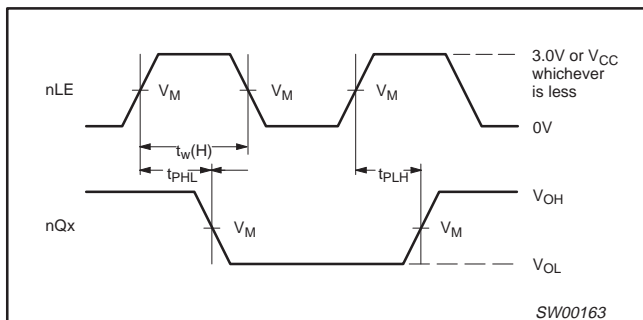 3.0V or VCC
whichever
is less
nLE
VM
VM
VM
0V
tw(H)
tPHL
tPLH
nQx
VM
VM
VOH
VOL
SW00163